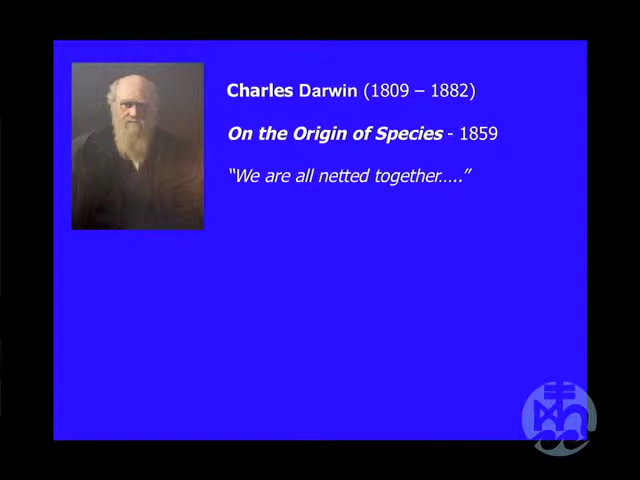 Charles Darwin (1809 – 1882)
On the Origin of Species - 1859
“We are all netted together…..”